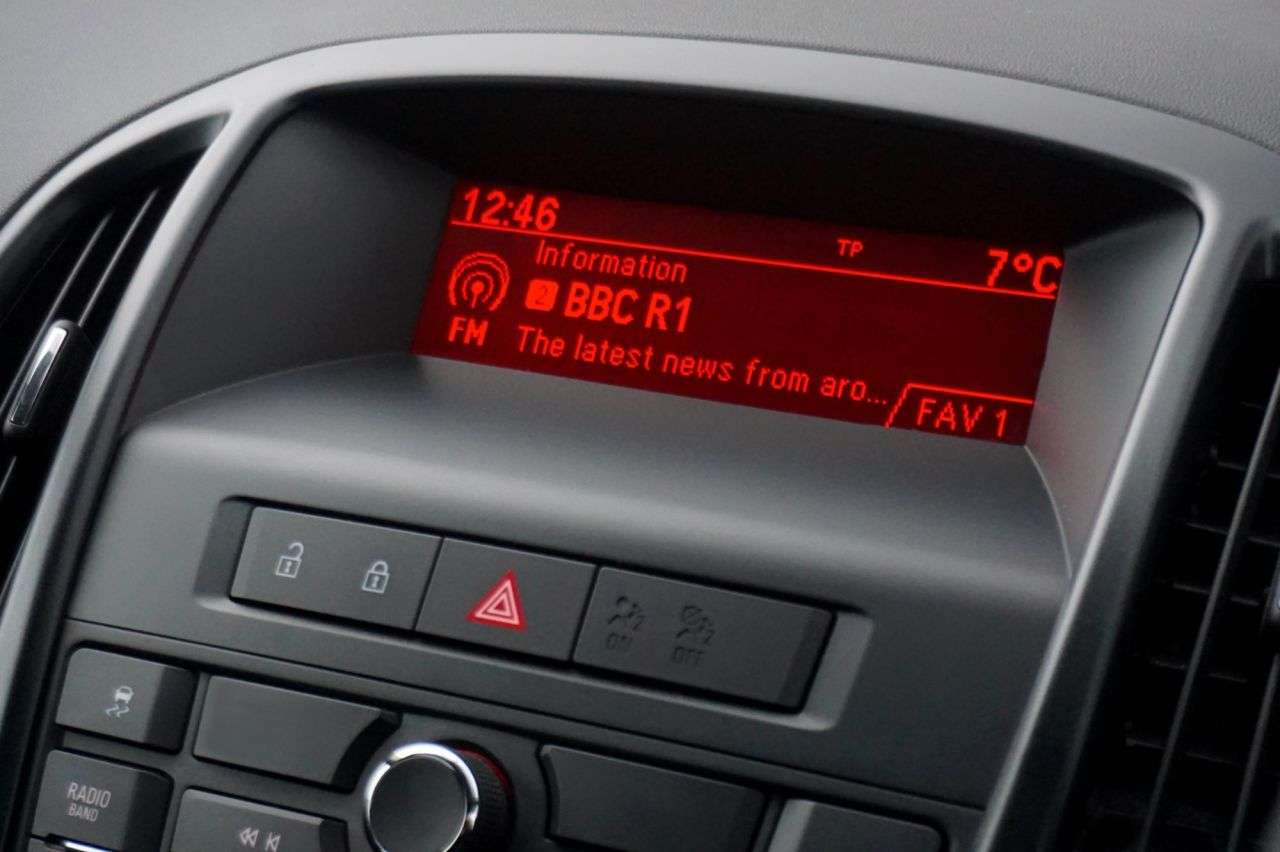 12:46 TP 7°C
Information
2 BBC R1
FM The latest news from aro...
FAV 1
ON OFF
RADIO
BAND